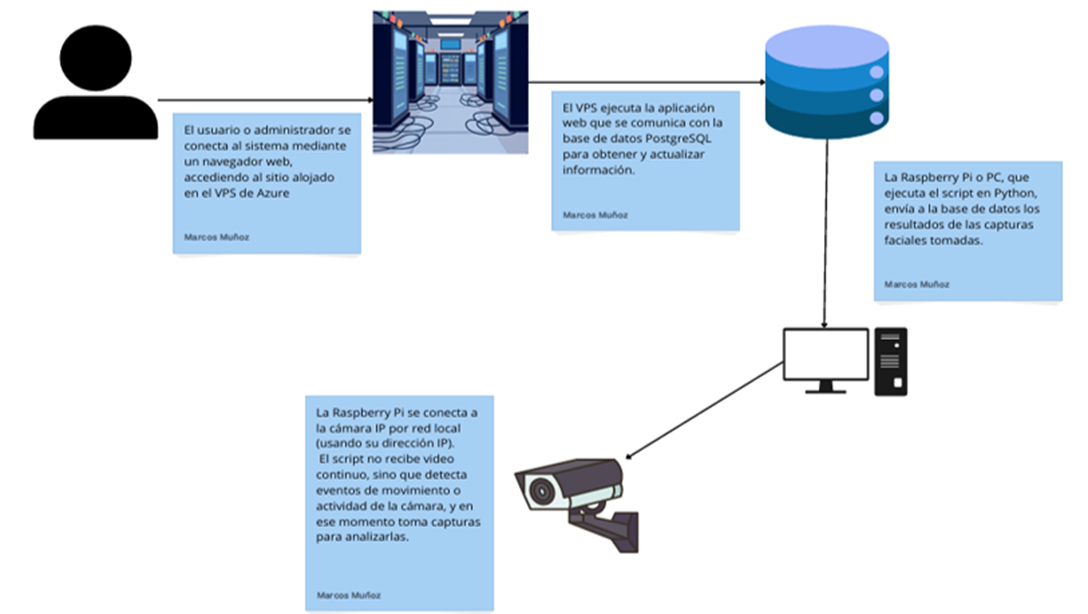 El usuario o administrador se
conecta al sistema mediante
un navegador web,
accediendo al sitio alojado
en el VPS de Azure
Marcos Muñoz
El VPS ejecuta la aplicación
web que se comunica con la
base de datos PostgreSQL
para obtener y actualizar
información.
Marcos Muñoz
La Raspberry Pi o PC, que
ejecuta el script en Python,
envía a la base de datos los
resultados de las capturas
faciales tomadas.
Marcos Muñoz
La Raspberry Pi se conecta a
la cámara IP por red local
(usando su dirección IP).
El script no recibe video
continuo, sino que detecta
eventos de movimiento o
actividad de la cámara, y en
ese momento toma capturas
para analizarlas.
Marcos Muñoz